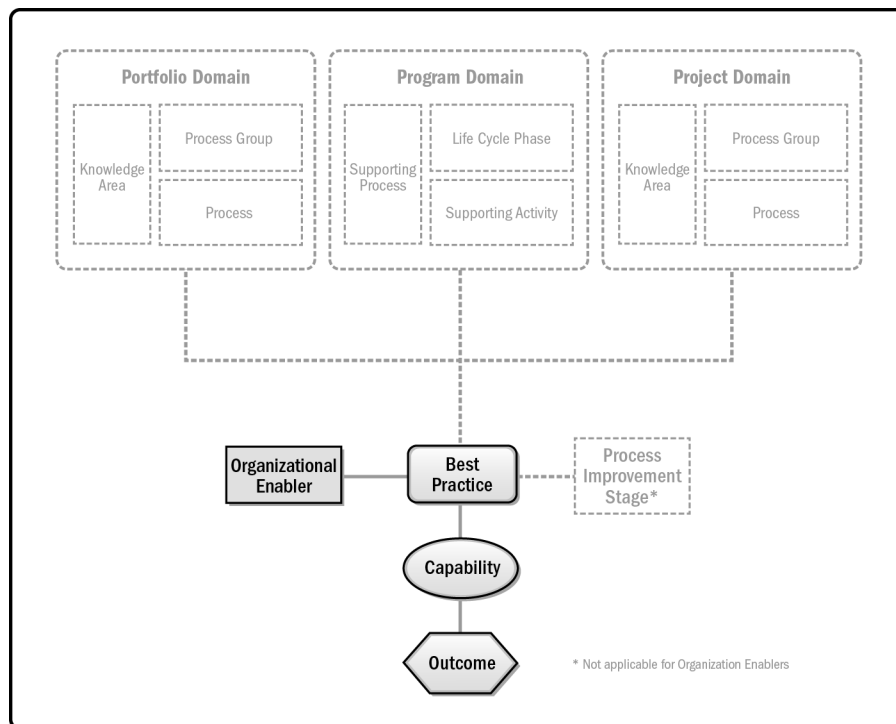 Portfolio Domain
Knowledge
Area
Process Group
Process
Program Domain
Supporting
Process
Life Cycle Phase
Supporting Activity
Project Domain
Knowledge
Area
Process Group
Process
Organizational
Enabler
Best
Practice
Process
Improvement
Stage*
Capability
Outcome
* Not applicable for Organization Enablers